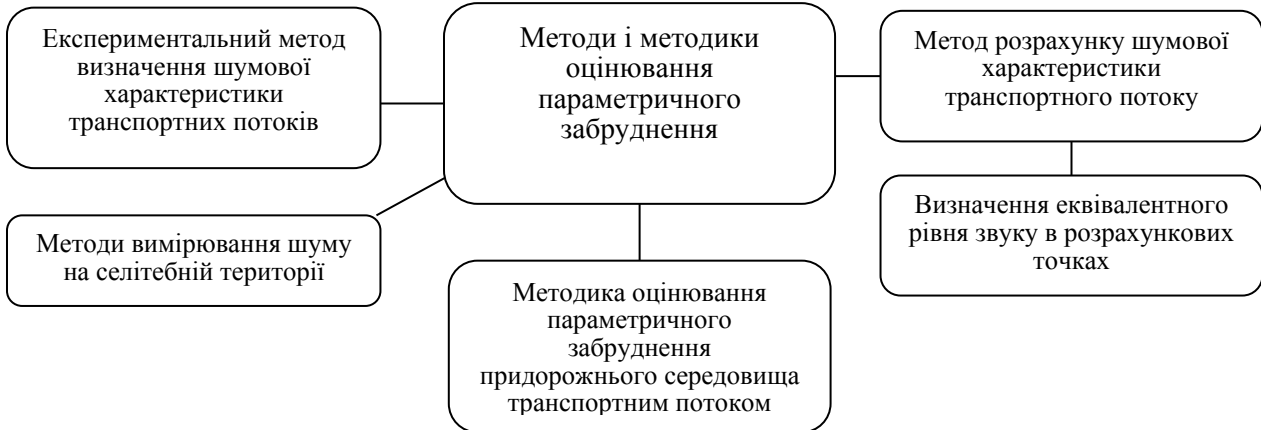 Експериментальний метод
визначення шумової
характеристики
транспортних потоків
Методи і методики
оцінювання
параметричного
забруднення
Метод розрахунку шумової
характеристики
транспортного потоку
Методи вимірювання шуму
на селітебній території
Методика оцінювання
параметричного
забруднення
придорожнього середовища
транспортним потоком
Визначення еквівалентного
рівня звуку в розрахункових
точках